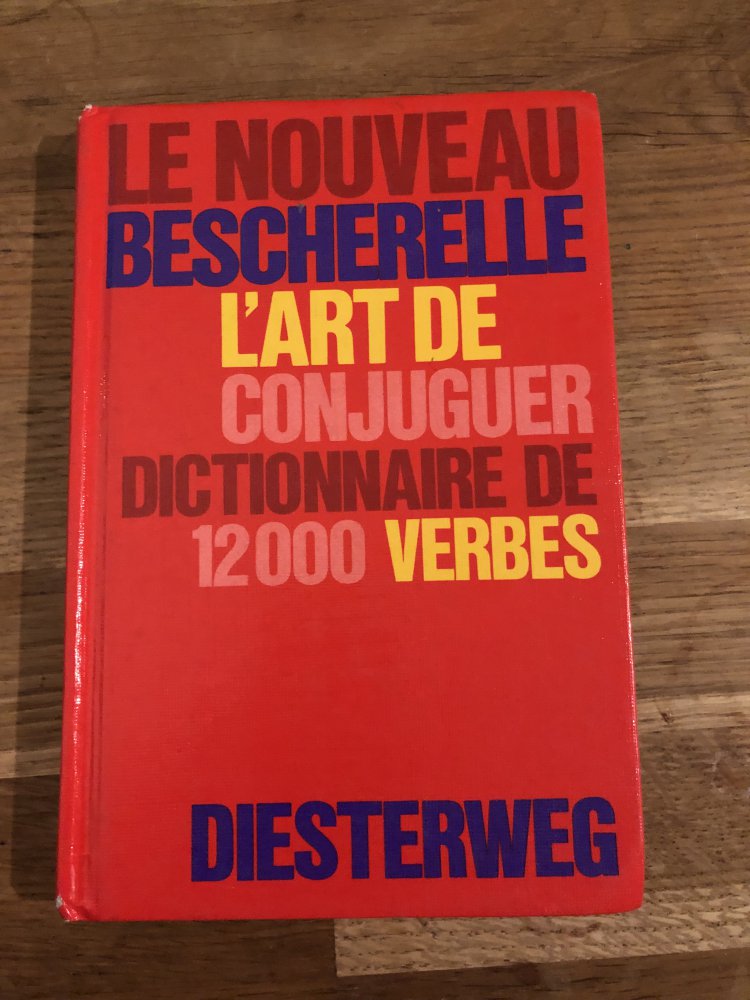 LE NOUVEAU
BESCHERELLE
L'ART DE
CONJUGUER
DICTIONNAIRE DE
12000 VERBES
DIESTERWEG